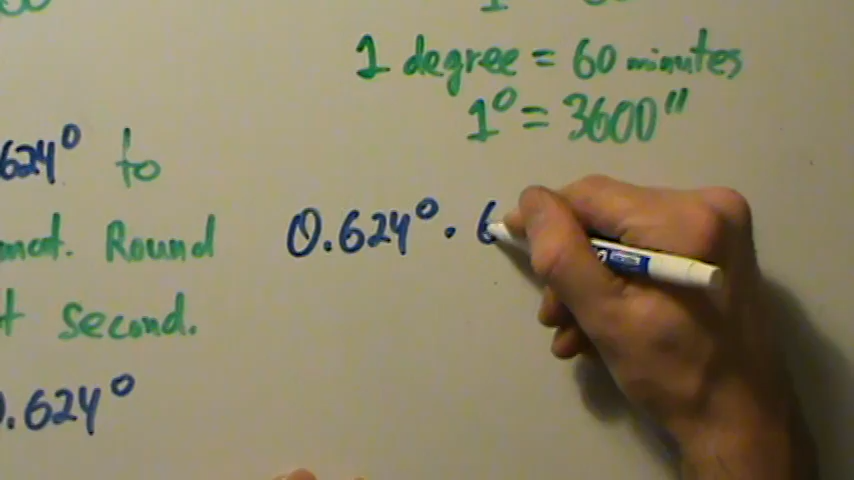 1 degree = 60 minutes
1° = 3600"
624° to
Round
0.624° · 6
second.
.624°